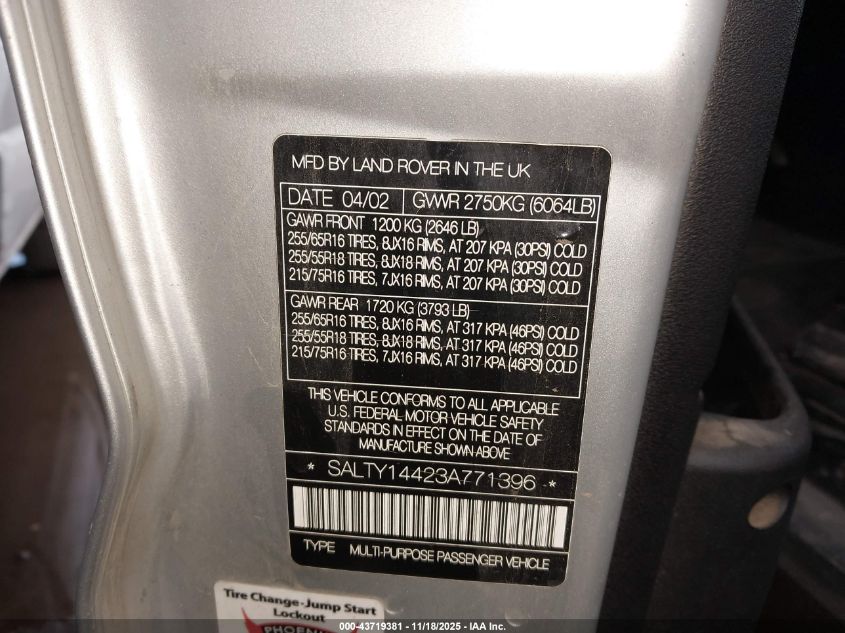 MFD BY LAND ROVER IN THE UK
DATE 04/02 GVWR 2750KG (6064LB)
GAWR FRONT 1200 KG (2646 LB)
255/65R16 TIRES, 8JX16 RIMS, AT 207 KPA (30PSI) COLD
255/55R18 TIRES, 8JX18 RIMS, AT 207 KPA (30PSI) COLD
215/75R16 TIRES, 7JX16 RIMS, AT 207 KPA (30PSI) COLD
GAWR REAR 1720 KG (3793 LB)
255/65R16 TIRES, 8JX16 RIMS, AT 317 KPA (46PSI) COLD
255/55R18 TIRES, 8JX18 RIMS, AT 317 KPA (46PSI) COLD
215/75R16 TIRES, 7JX16 RIMS, AT 317 KPA (46PSI) COLD
THIS VEHICLE CONFORMS TO ALL APPLICABLE
U.S. FEDERAL MOTOR VEHICLE SAFETY
STANDARDS IN EFFECT ON THE DATE OF
MANUFACTURE SHOWN ABOVE
* SALTY14423A771396 *
TYPE MULTI-PURPOSE PASSENGER VEHICLE
Tire Change-Jump Start
Lockout
000-43719381 - 11/18/2025 - IAA Inc.